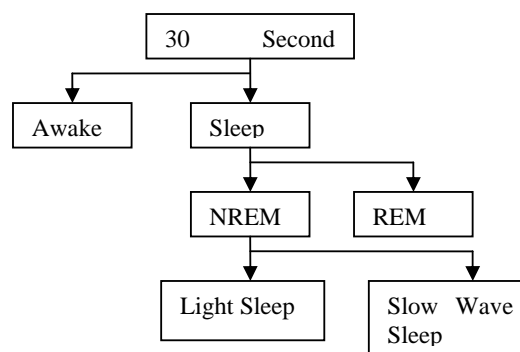 30 Second
Awake
Sleep
NREM
REM
Light Sleep
Slow Wave
Sleep